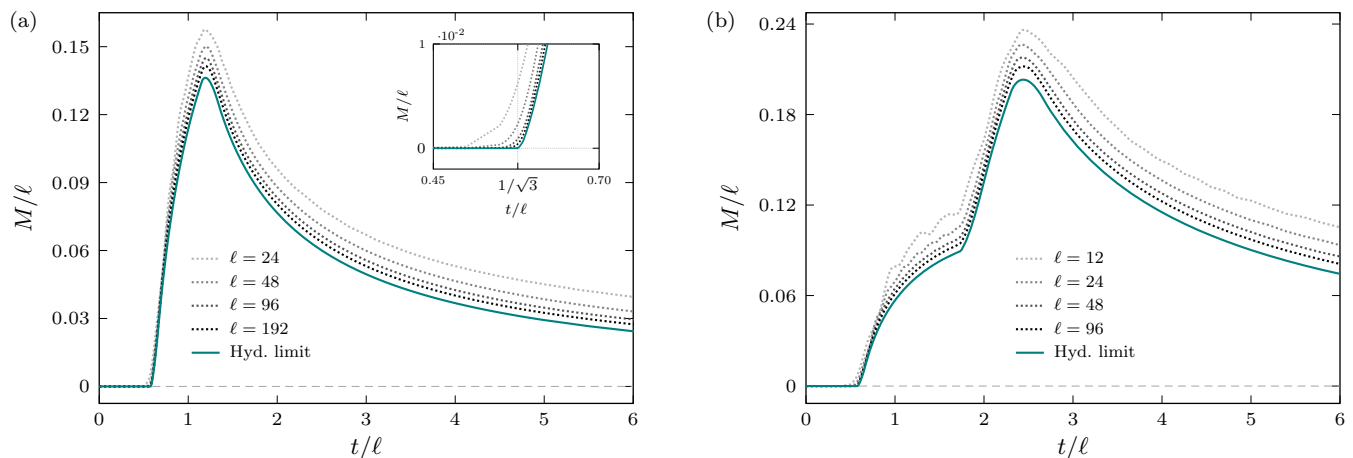 (a)
M/ℓ
0.15
0.12
0.09
0.06
0.03
0
0 1 2 3 4 5 6
t/ℓ
ℓ = 24
ℓ = 48
ℓ = 96
ℓ = 192
Hyd. limit
·10⁻²
M/ℓ
1
0
0.45 1/√3 0.70
t/ℓ
(b)
M/ℓ
0.24
0.18
0.12
0.06
0
0 1 2 3 4 5 6
t/ℓ
ℓ = 12
ℓ = 24
ℓ = 48
ℓ = 96
Hyd. limit